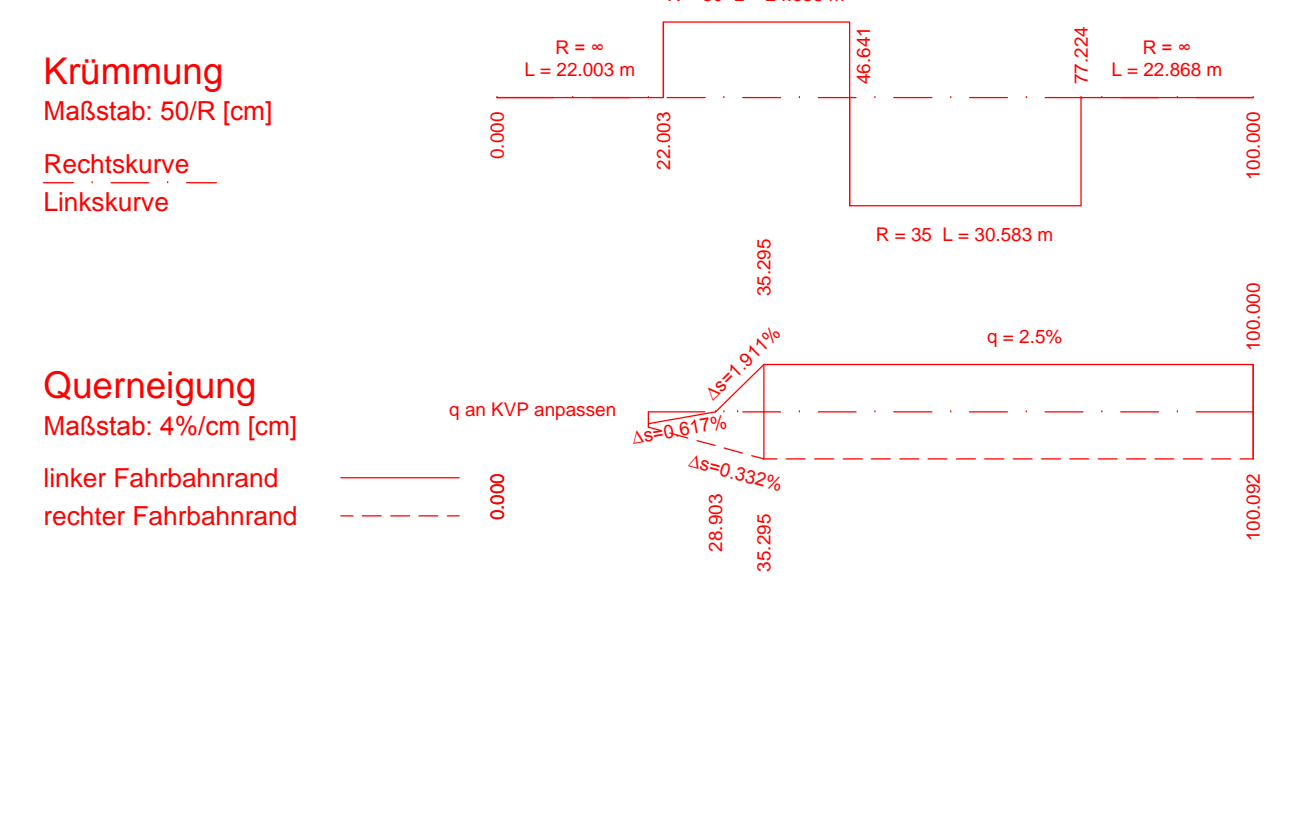 R = ∞
L = 22.003 m
46.641
77.224
R = ∞
L = 22.868 m
Krümmung
Maßstab: 50/R [cm]
0.000
22.003
100.000
Rechtskurve
Linkskurve
R = 35 L = 30.583 m
35.295
100.000
Δs=1.911%
q = 2.5%
Querneigung
Maßstab: 4%/cm [cm]
q an KVP anpassen
Δs=0.617%
Δs=0.332%
linker Fahrbahnrand
rechter Fahrbahnrand
0.000
28.903
35.295
100.092